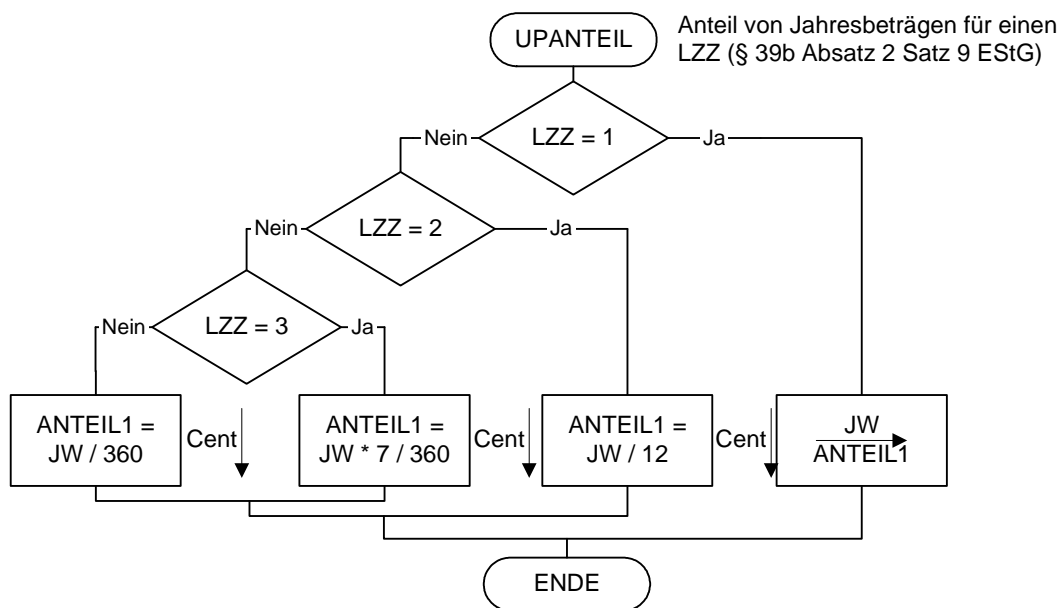 UPANTEIL
Anteil von Jahresbeträgen für einen
LZZ (§ 39b Absatz 2 Satz 9 EStG)
Nein
LZZ = 1
Ja
Nein
LZZ = 2
Ja
Nein
LZZ = 3
Ja
ANTEIL1 =
JW / 360
Cent
ANTEIL1 =
JW * 7 / 360
Cent
ANTEIL1 =
JW / 12
Cent
JW
ANTEIL1
ENDE